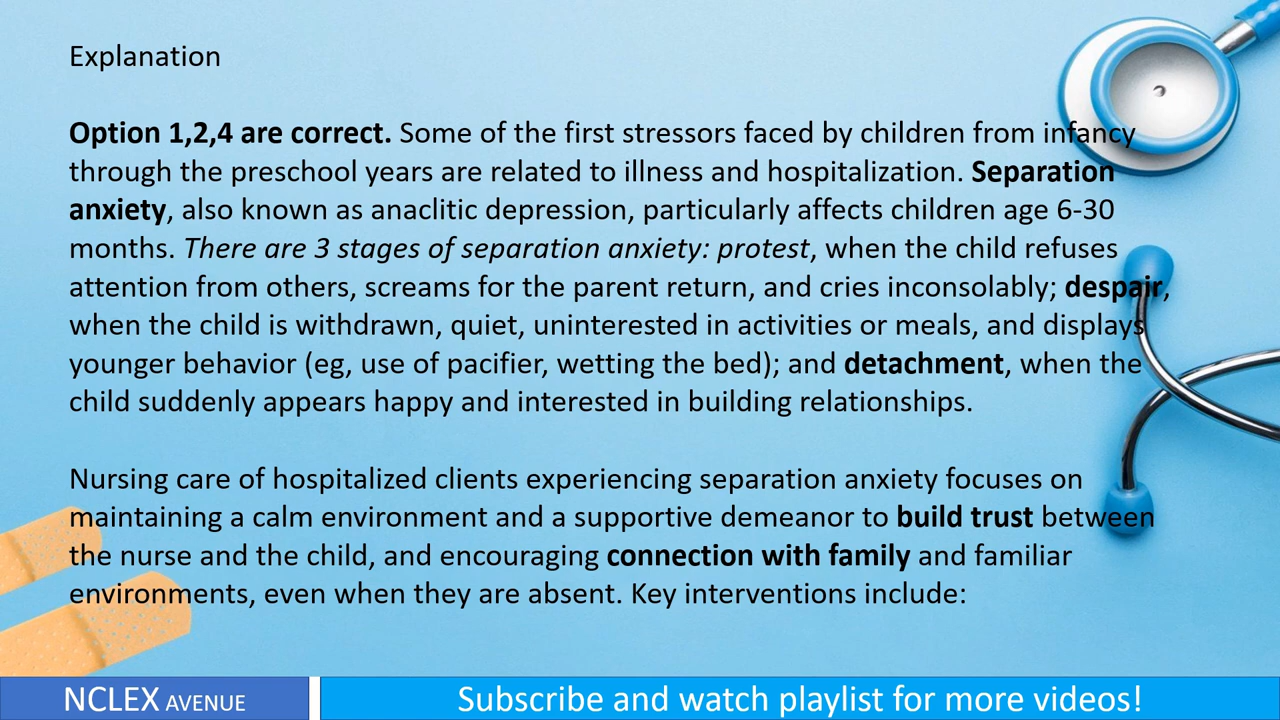 Explanation
Option 1,2,4 are correct. Some of the first stressors faced by children from infancy
through the preschool years are related to illness and hospitalization. Separation
anxiety, also known as anaclitic depression, particularly affects children age 6-30
months. There are 3 stages of separation anxiety: protest, when the child refuses
attention from others, screams for the parent return, and cries inconsolably; despair,
when the child is withdrawn, quiet, uninterested in activities or meals, and displays
younger behavior (eg, use of pacifier, wetting the bed); and detachment, when the
child suddenly appears happy and interested in building relationships.
Nursing care of hospitalized clients experiencing separation anxiety focuses on
maintaining a calm environment and a supportive demeanor to build trust between
the nurse and the child, and encouraging connection with family and familiar
environments, even when they are absent. Key interventions include:
NCLEX AVENUE
Subscribe and watch playlist for more videos!